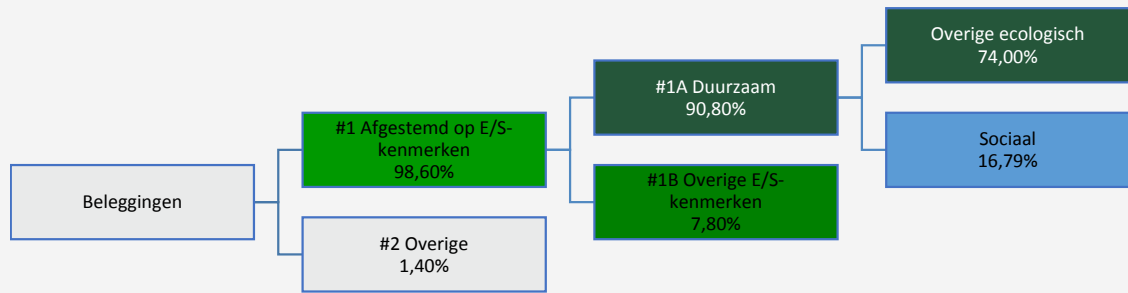 Beleggingen
#1 Afgestemd op E/S-
kenmerken
98,60%
#2 Overige
1,40%
#1A Duurzaam
90,80%
#1B Overige E/S-
kenmerken
7,80%
Overige ecologisch
74,00%
Sociaal
16,79%